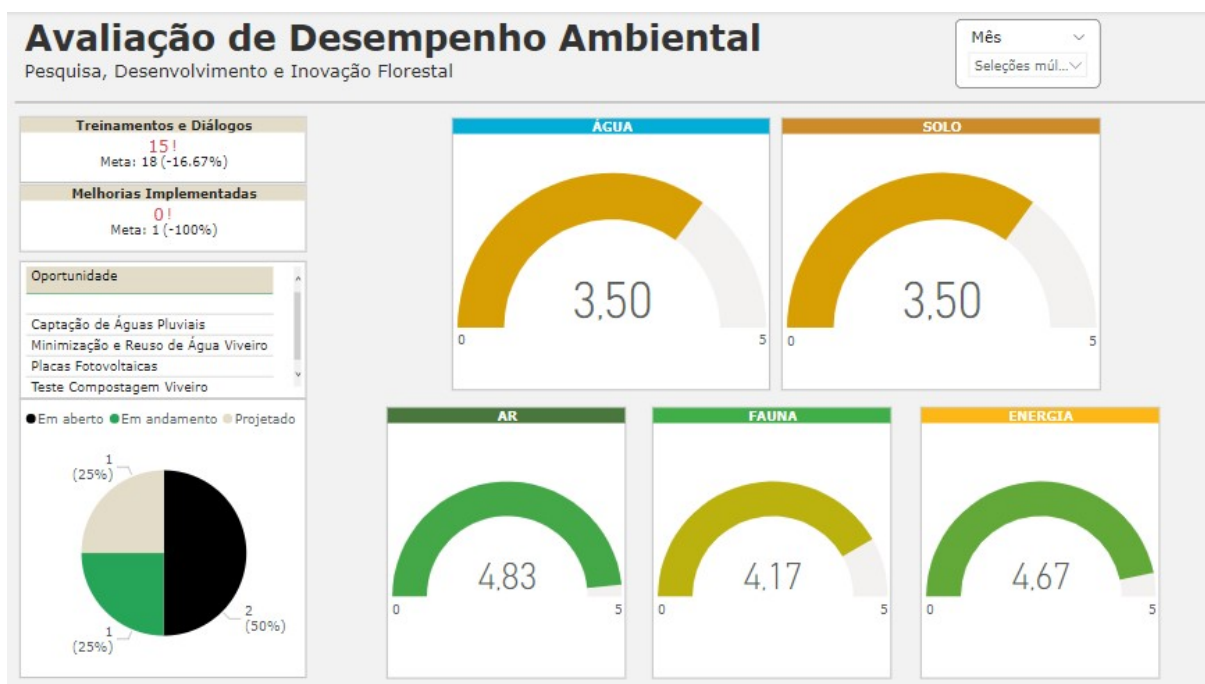 Avaliação de Desempenho Ambiental
Pesquisa, Desenvolvimento e Inovação Florestal
Mês
Seleções múl...
Treinamentos e Diálogos
15!
Meta: 18 (-16.67%)
Melhorias Implementadas
0!
Meta: 1 (-100%)
Oportunidade
Captação de Águas Pluviais
Minimização e Reuso de Água Viveiro
Placas Fotovoltaicas
Teste Compostagem Viveiro
Em aberto Em andamento Projetado
1
(25%)
2
(50%)
1
(25%)
ÁGUA
3,50
0 5
SOLO
3,50
0 5
AR
4,83
0 5
FAUNA
4,17
0 5
ENERGIA
4,67
0 5